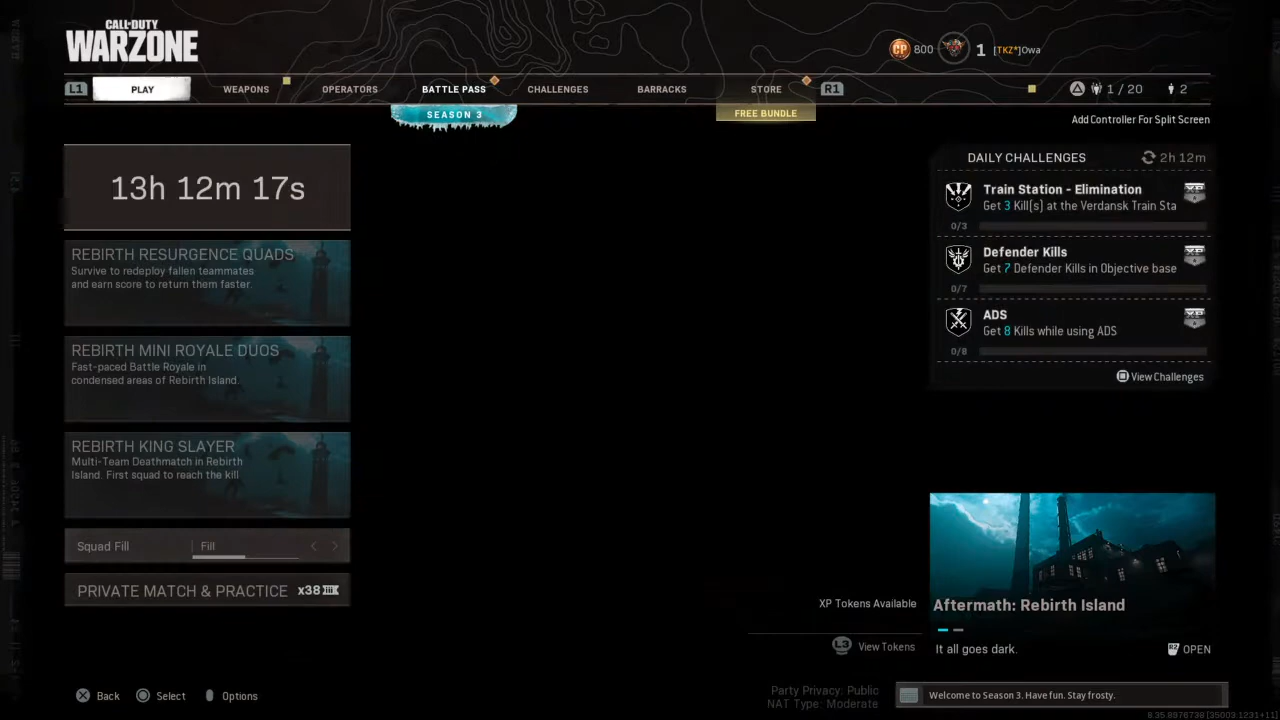 CALL OF DUTY
WARZONE
CP 800 1 [TKZ*]Owa
L1 PLAY WEAPONS OPERATORS BATTLE PASS CHALLENGES BARRACKS STORE R1 1 / 20 2
SEASON 3
FREE BUNDLE
Add Controller For Split Screen
13h 12m 17s
REBIRTH RESURGENCE QUADS
Survive to redeploy fallen teammates
and earn score to return them faster.
REBIRTH MINI ROYALE DUOS
Fast-paced Battle Royale in
condensed areas of Rebirth Island.
REBIRTH KING SLAYER
Multi-Team Deathmatch in Rebirth
Island. First squad to reach the kill
Squad Fill Fill
PRIVATE MATCH & PRACTICE x38
DAILY CHALLENGES 2h 12m
Train Station - Elimination
Get 3 Kill(s) at the Verdansk Train Sta
0/3
Defender Kills
Get 7 Defender Kills in Objective base
0/7
ADS
Get 8 Kills while using ADS
0/8
View Challenges
XP Tokens Available
L3 View Tokens
Aftermath: Rebirth Island
It all goes dark.
R2 OPEN
Back Select Options
Party Privacy: Public
NAT Type: Moderate
Welcome to Season 3. Have fun. Stay frosty.